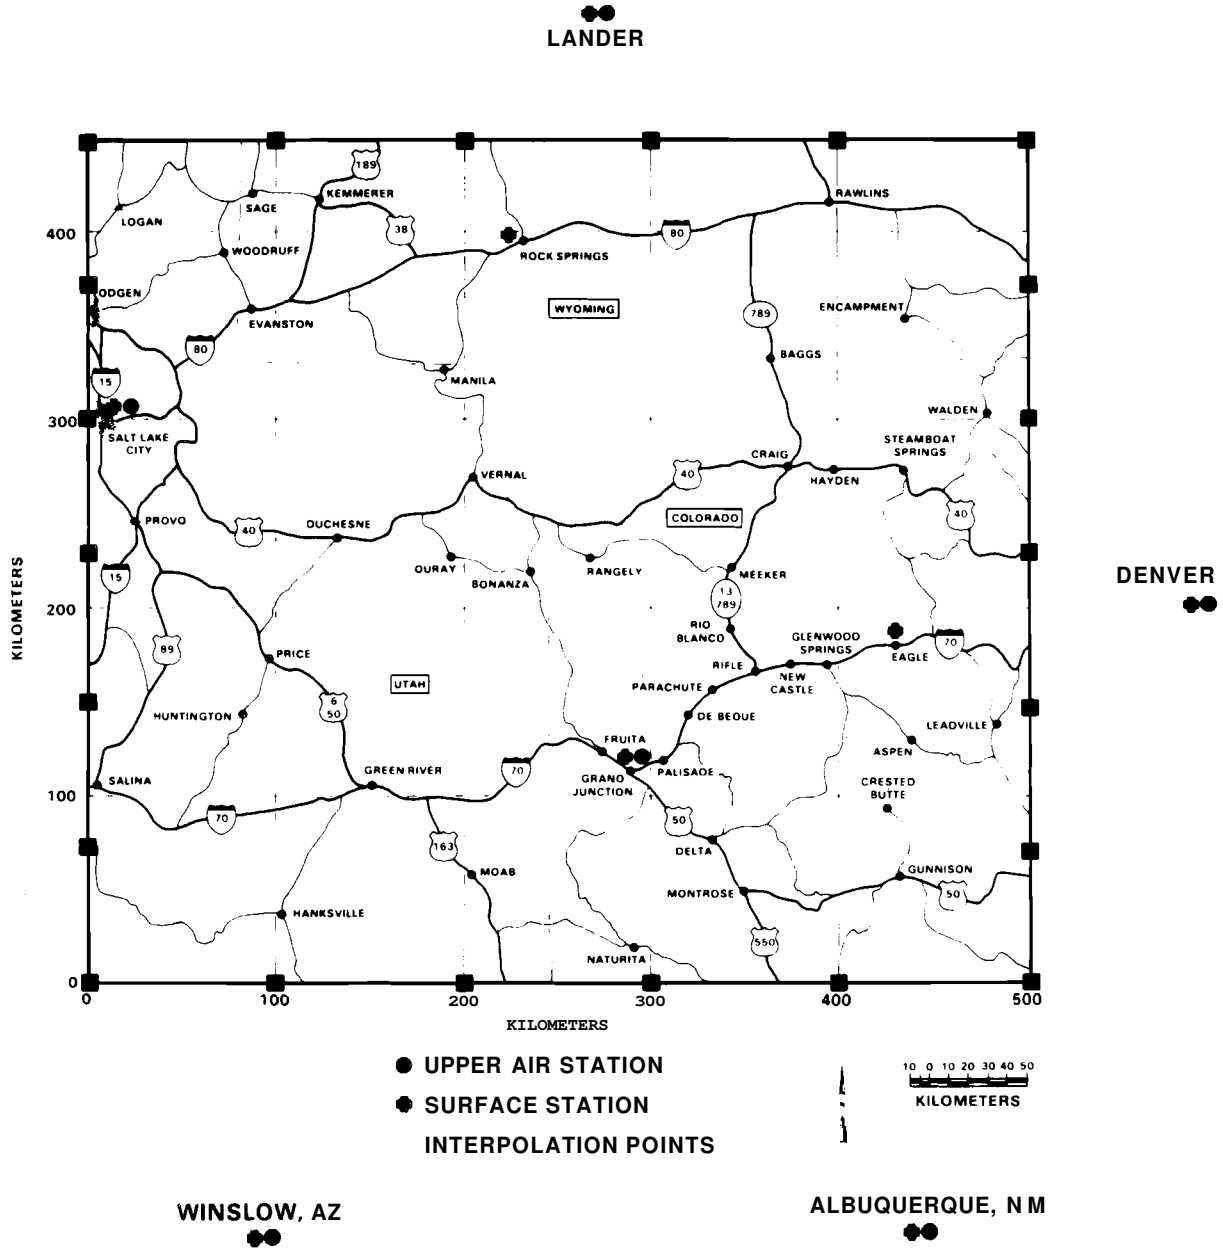 LANDER
189
KEMMERER
RAWLINS
SAGE
LOGAN
38
80
400
WOODRUFF
ROCK SPRINGS
ODGEN
WYOMING
ENCAMPMENT
789
EVANSTON
80
BAGGS
15
MANILA
WALDEN
300
SALT LAKE
CITY
STEAMBOAT
SPRINGS
CRAIG
40
VERNAL
HAYDEN
PROVO
DUCHESNE
COLORADO
40
40
OURAY
BONANZA
RANGELY
MEEKER
15
DENVER
KILOMETERS
200
13
789
RIO
BLANCO
GLENWOOD
SPRINGS
70
89
PRICE
EAGLE
RIFLE
NEW
CASTLE
UTAH
PARACHUTE
6
50
HUNTINGTON
DE BEQUE
LEADVILLE
FRUITA
ASPEN
SALINA
GREEN RIVER
70
GRAND
JUNCTION
PALISADE
CRESTED
BUTTE
100
70
50
163
DELTA
MOAB
GUNNISON
MONTROSE
50
HANKSVILLE
550
NATURITA
0
0
100
200
300
400
500
KILOMETERS
UPPER AIR STATION
SURFACE STATION
INTERPOLATION POINTS
10 0 10 20 30 40 50
KILOMETERS
WINSLOW, AZ
ALBUQUERQUE, NM